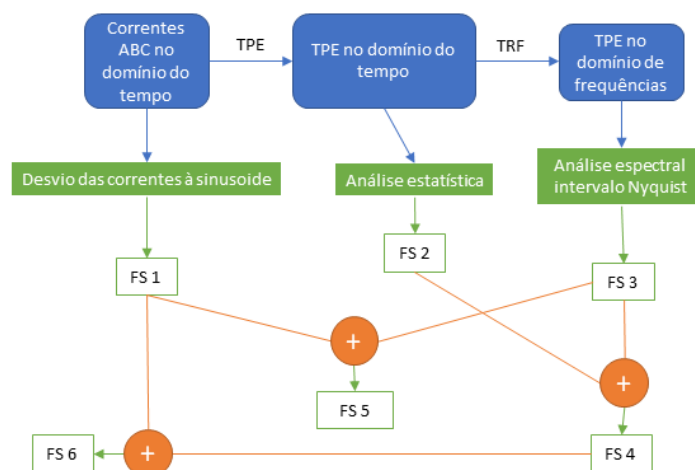 Correntes
ABC no
domínio do
tempo
TPE
TPE no domínio do
tempo
TRF
TPE no
domínio de
frequências
Desvio das correntes à sinusoide
Análise estatística
Análise espectral
intervalo Nyquist
FS 1
FS 2
FS 3
+
+
FS 5
FS 6
+
FS 4